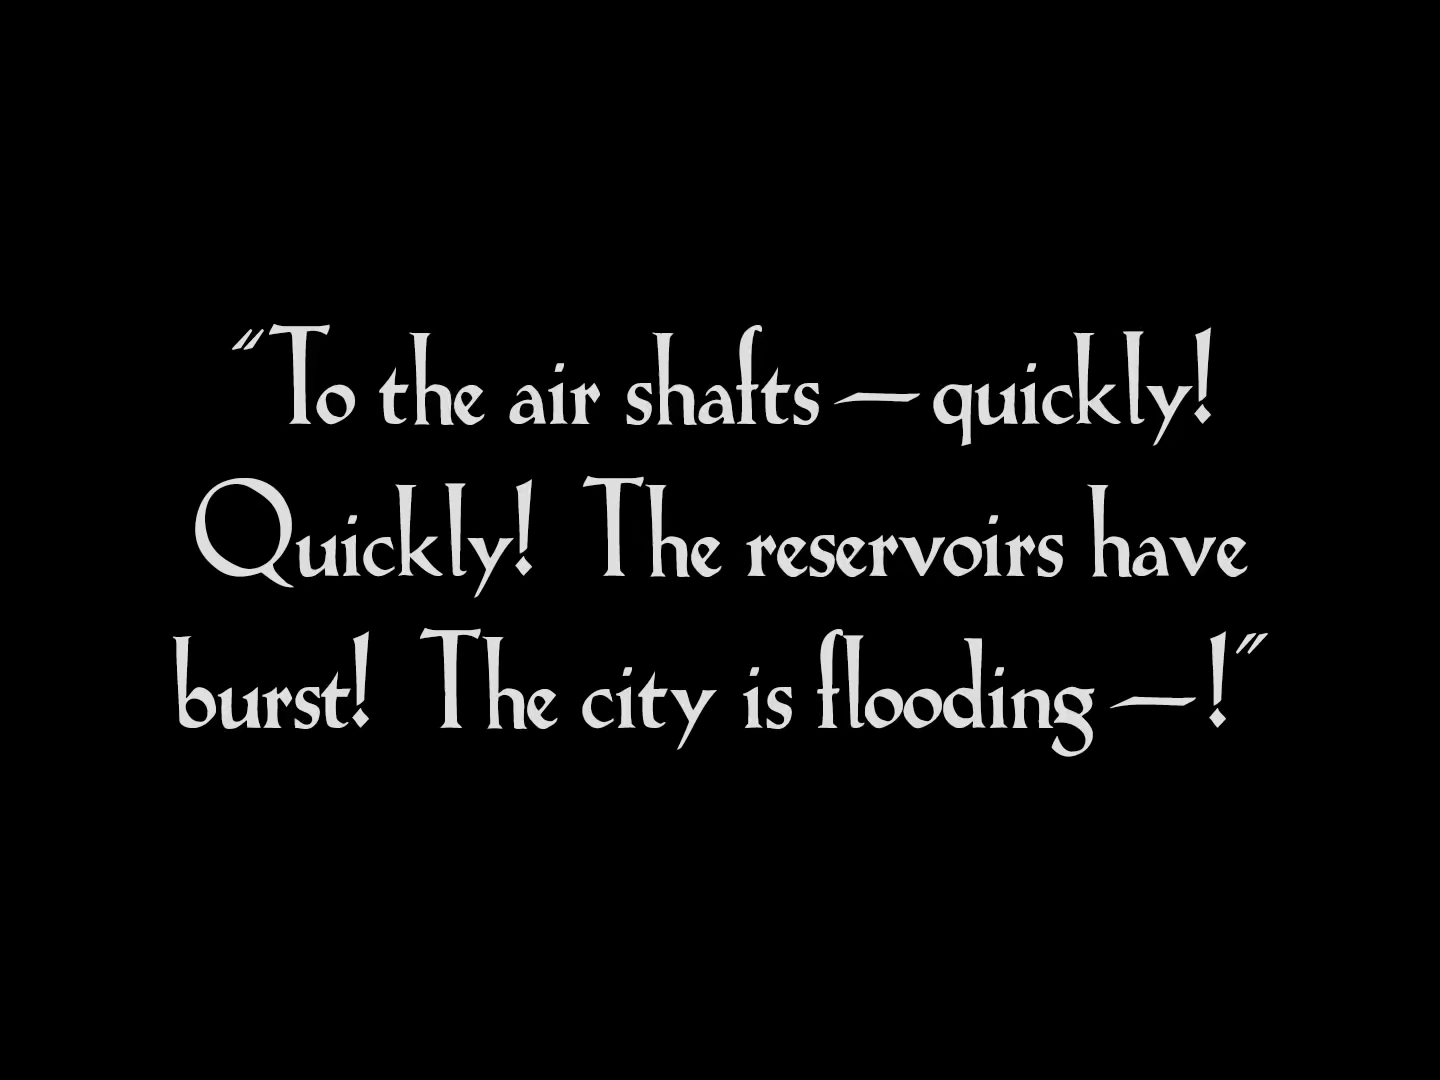 “To the air shafts — quickly!
Quickly! The reservoirs have
burst! The city is flooding — !”